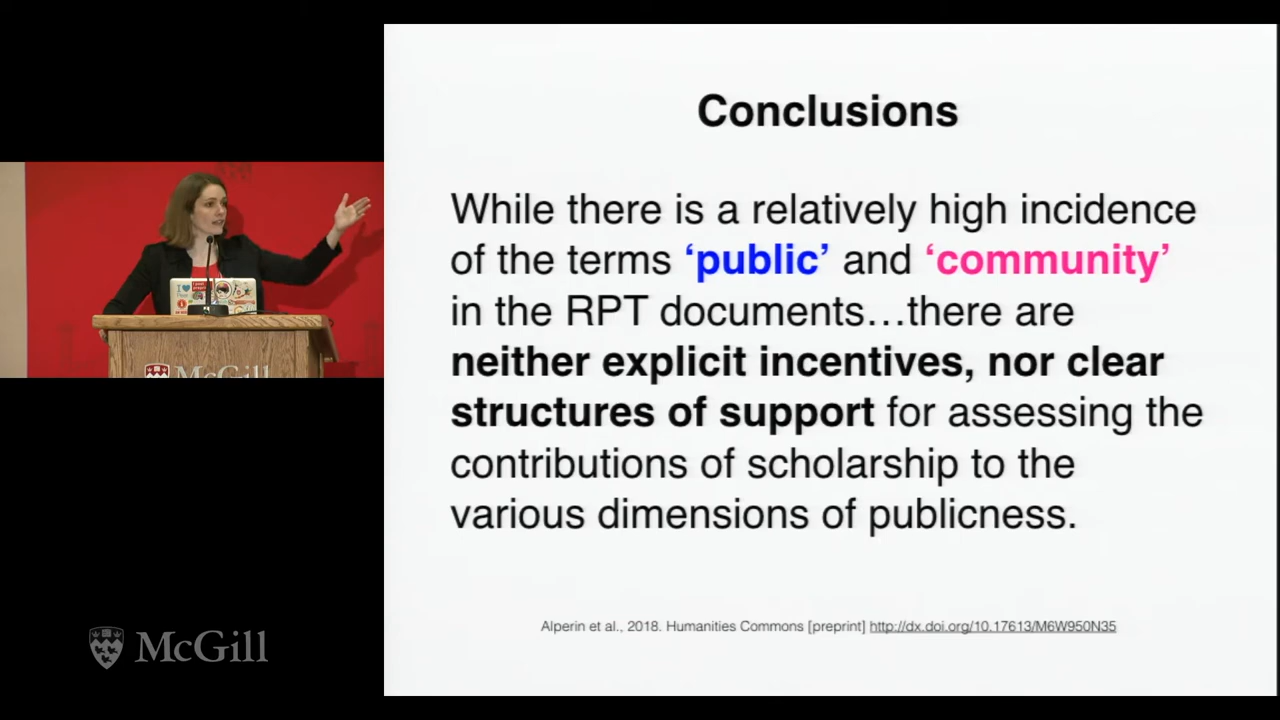 Conclusions
While there is a relatively high incidence
of the terms ‘public’ and ‘community’
in the RPT documents…there are
neither explicit incentives, nor clear
structures of support for assessing the
contributions of scholarship to the
various dimensions of publicness.
Alperin et al., 2018. Humanities Commons [preprint] http://dx.doi.org/10.17613/M6W950N35
McGill
McGill